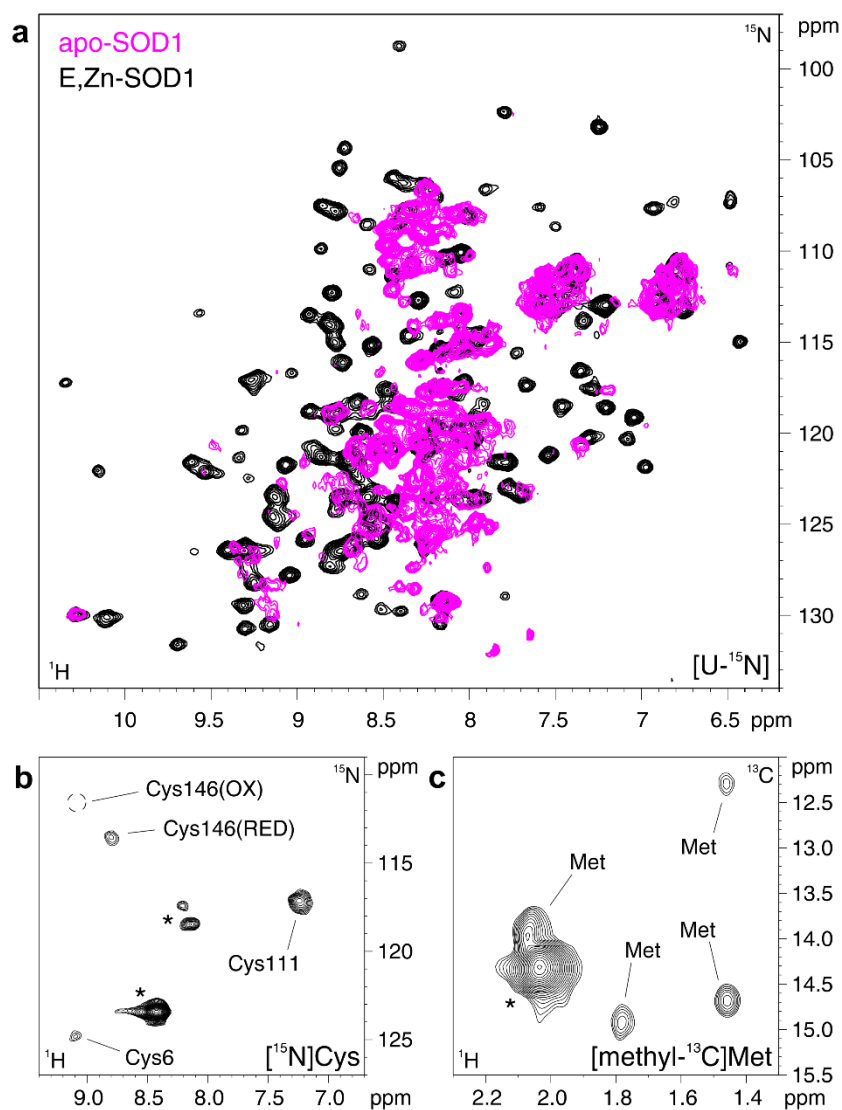 a
apo-SOD1
E,Zn-SOD1
15N
ppm
100
105
110
115
120
125
130
1H
[U-15N]
10
9.5
9
8.5
8
7.5
7
6.5
ppm
b
15N
ppm
Cys146(OX)
Cys146(RED)
*
Cys111
*
Cys6
1H
[15N]Cys
115
120
125
9.0
8.0
7.0
ppm
c
13C
ppm
Met
Met
Met
Met
*
1H
[methyl-13C]Met
12.5
13.0
13.5
14.0
14.5
15.0
15.5
2.2
2.0
1.8
1.6
1.4
ppm